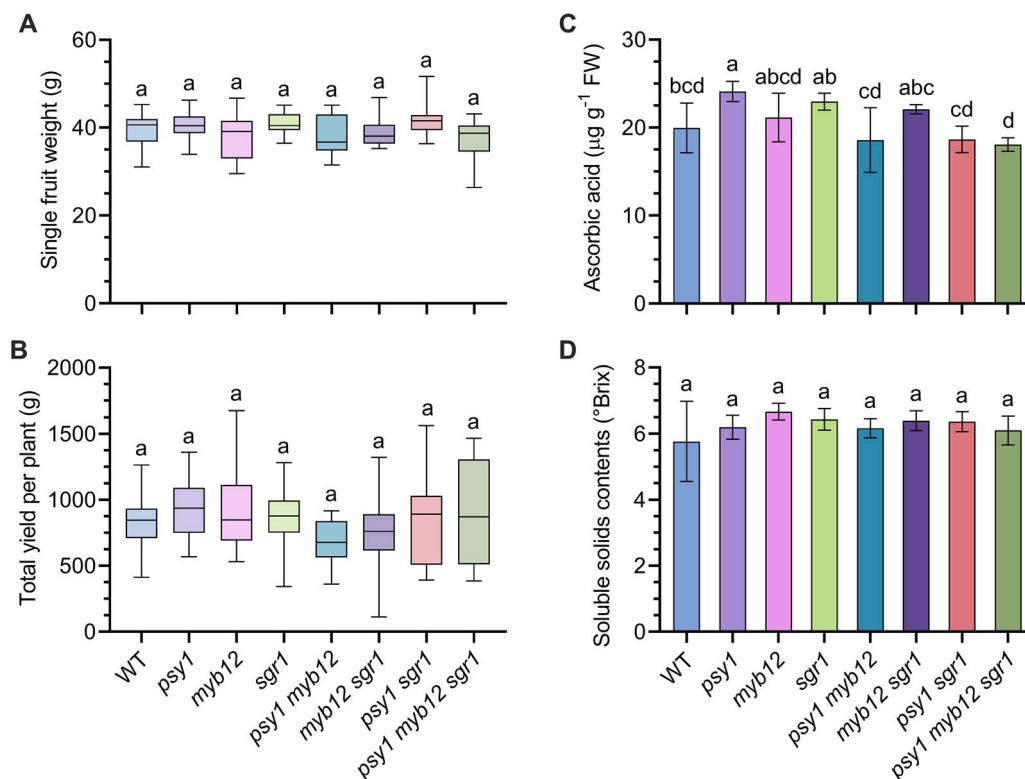 A
Single fruit weight (g)
60
40
20
0
a a a a a a a a
B
Total yield per plant (g)
2000
1500
1000
500
0
a a a a a a a a
WT
psy1
myb12
sgr1
psy1 myb12
myb12 sgr1
psy1 sgr1
psy1 myb12 sgr1
C
Ascorbic acid (μg g⁻¹ FW)
30
20
10
0
bcd a abcd ab cd abc cd d
D
Soluble solids contents (°Brix)
8
6
4
2
0
a a a a a a a a
WT
psy1
myb12
sgr1
psy1 myb12
myb12 sgr1
psy1 sgr1
psy1 myb12 sgr1